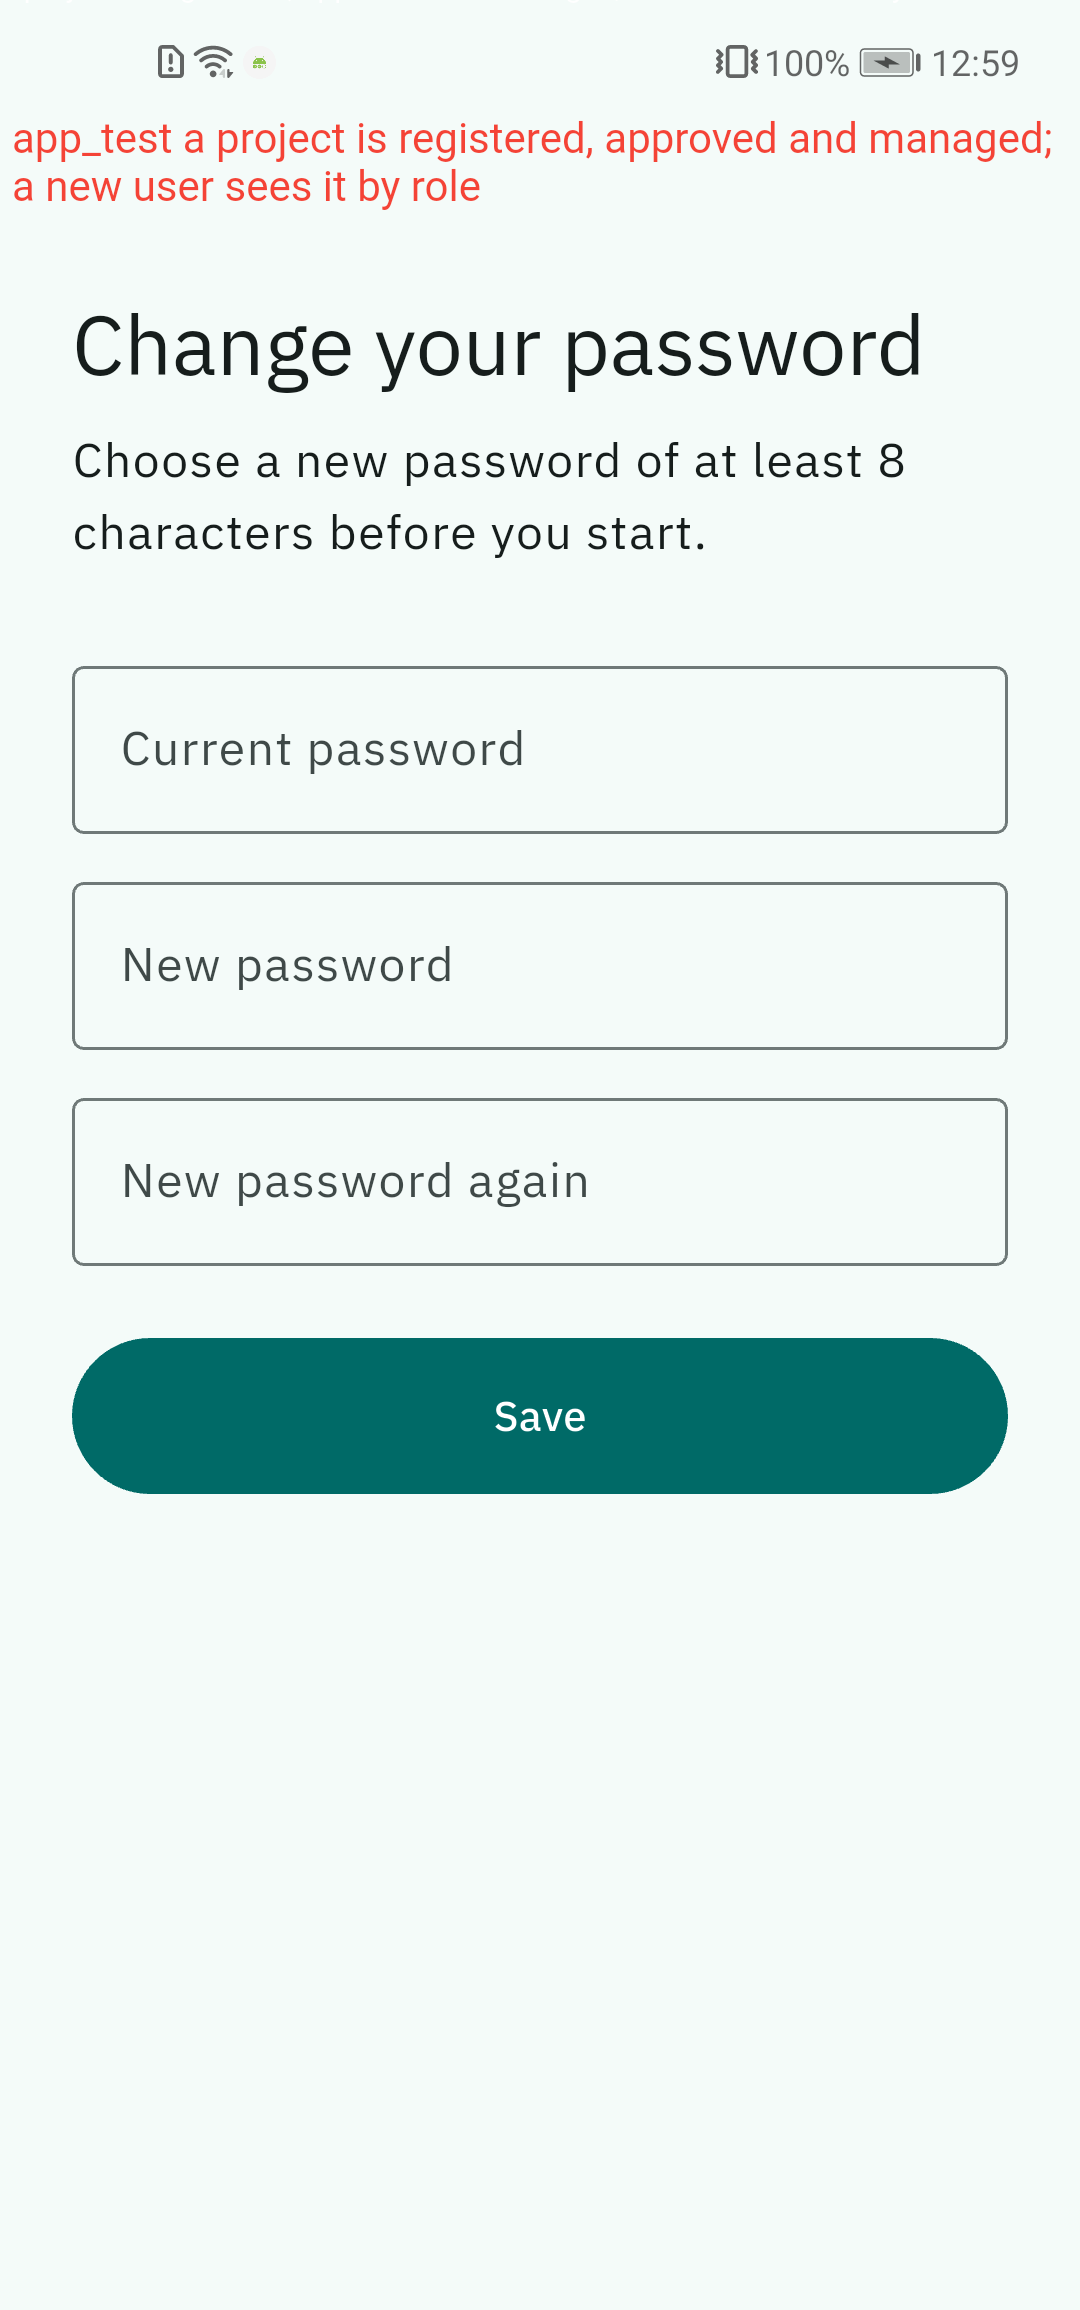 100% 12:59
app_test a project is registered, approved and managed;
a new user sees it by role
Change your password
Choose a new password of at least 8
characters before you start.
Current password
New password
New password again
Save